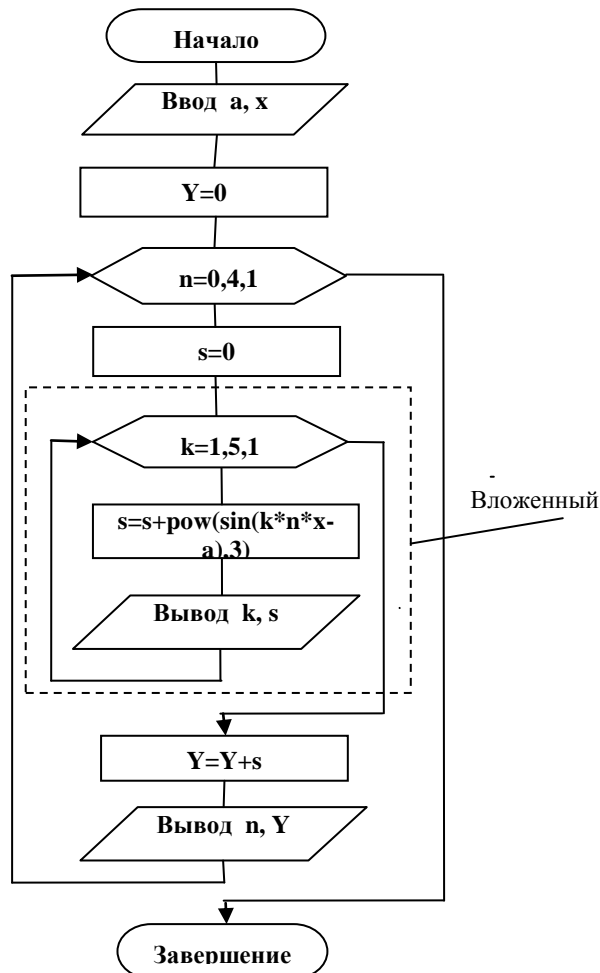 Начало
Ввод a, x
Y=0
n=0,4,1
s=0
k=1,5,1
s=s+pow(sin(k*n*x-
a),3)
Вывод k, s
Вложенный
Y=Y+s
Вывод n, Y
Завершение